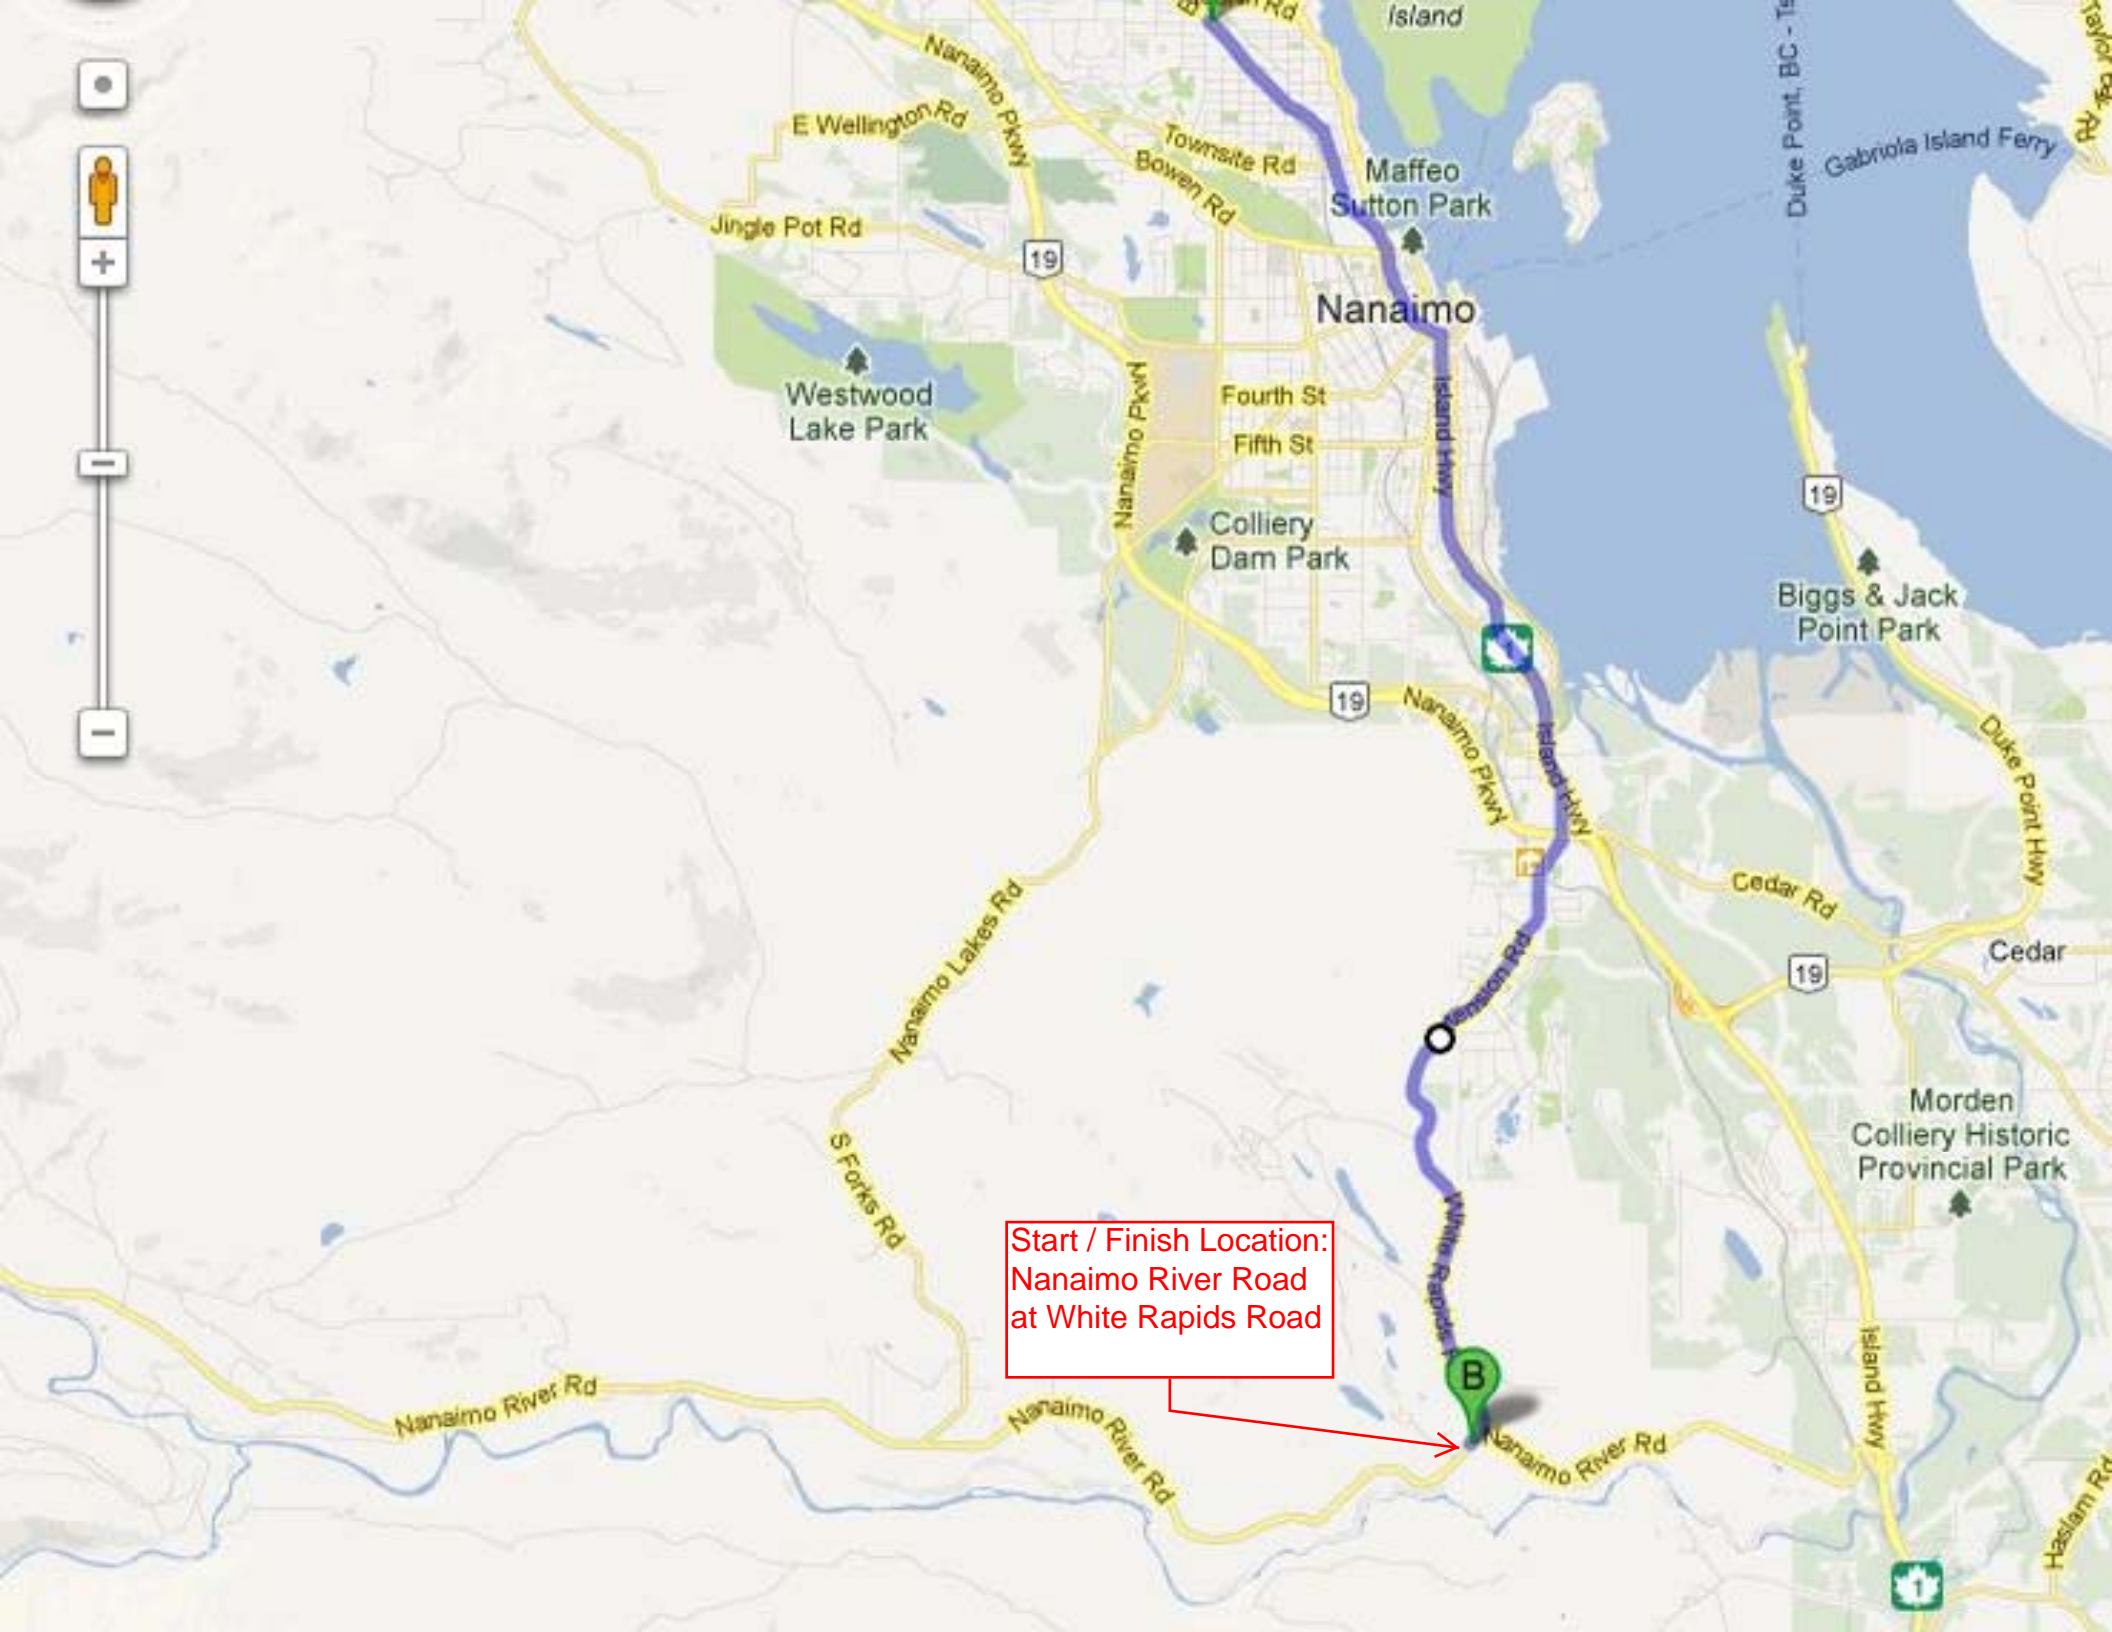 Island
Duke Point, BC - Ts
Nanaimo Pkwy
E Wellington Rd
Townsite Rd
Bowen Rd
Maffeo
Sutton Park
Gabriola Island Ferry
Jingle Pot Rd
19
Nanaimo
Westwood
Lake Park
Nanaimo Pkwy
Fourth St
Fifth St
Island Hwy
19
Colliery
Dam Park
Biggs & Jack
Point Park
1
19
Nanaimo Pkwy
Island Hwy
Duke Point Hwy
Cedar Rd
Nanaimo Lakes Rd
Cedar
19
Morden
Colliery Historic
Provincial Park
S Forks Rd
White Rapids
Start / Finish Location:
Nanaimo River Road
at White Rapids Road
Island Hwy
B
Nanaimo River Rd
Nanaimo River Rd
Nanaimo River Rd
Haslam Rd
1